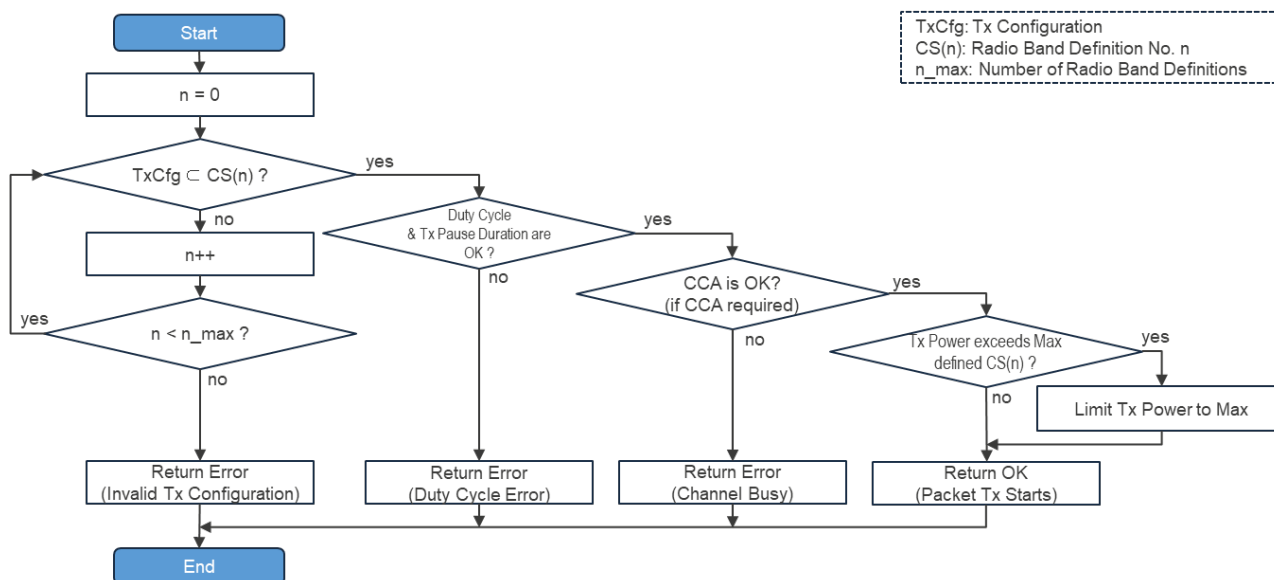 Start
TxCfg: Tx Configuration
CS(n): Radio Band Definition No. n
n_max: Number of Radio Band Definitions
n = 0
TxCfg ⊂ CS(n) ?
yes
no
n++
n < n_max ?
yes
no
Duty Cycle
& Tx Pause Duration are
OK ?
yes
no
CCA is OK?
(if CCA required)
yes
no
Tx Power exceeds Max
defined CS(n) ?
yes
no
Limit Tx Power to Max
Return Error
(Invalid Tx Configuration)
Return Error
(Duty Cycle Error)
Return Error
(Channel Busy)
Return OK
(Packet Tx Starts)
End